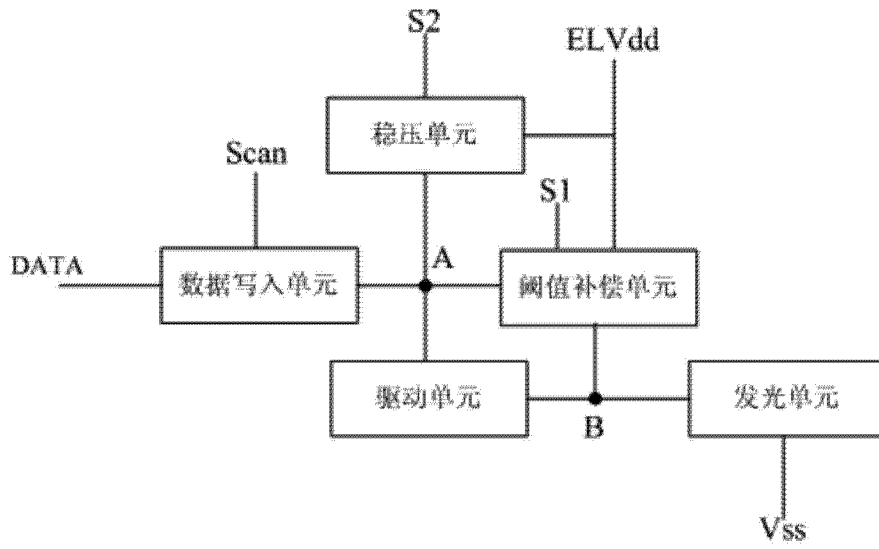 S2
ELVdd
稳压单元
Scan
S1
DATA
数据写入单元
A
阈值补偿单元
驱动单元
发光单元
B
Vss